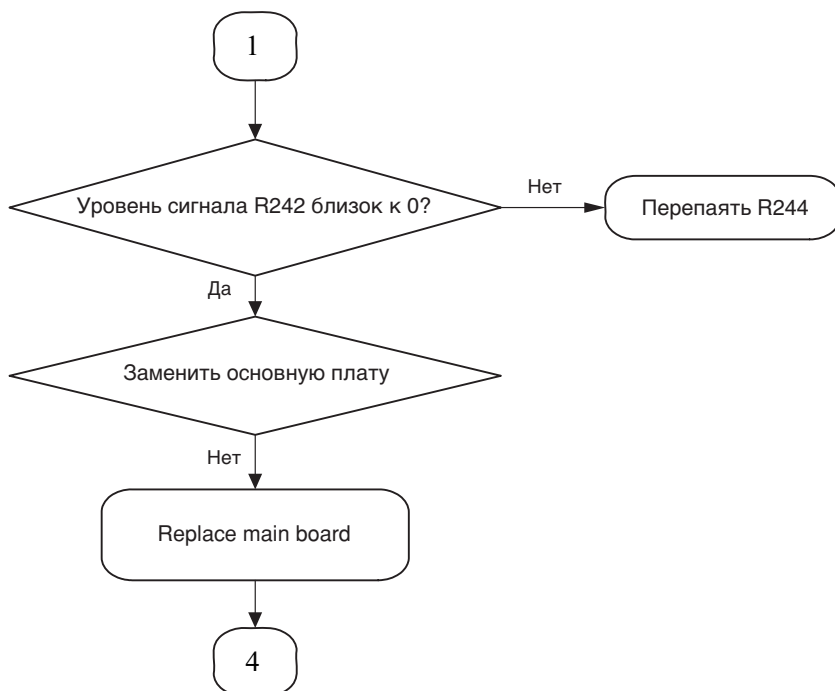 1
Уровень сигнала R242 близок к 0?
Нет
Перепаять R244
Да
Заменить основную плату
Нет
Replace main board
4